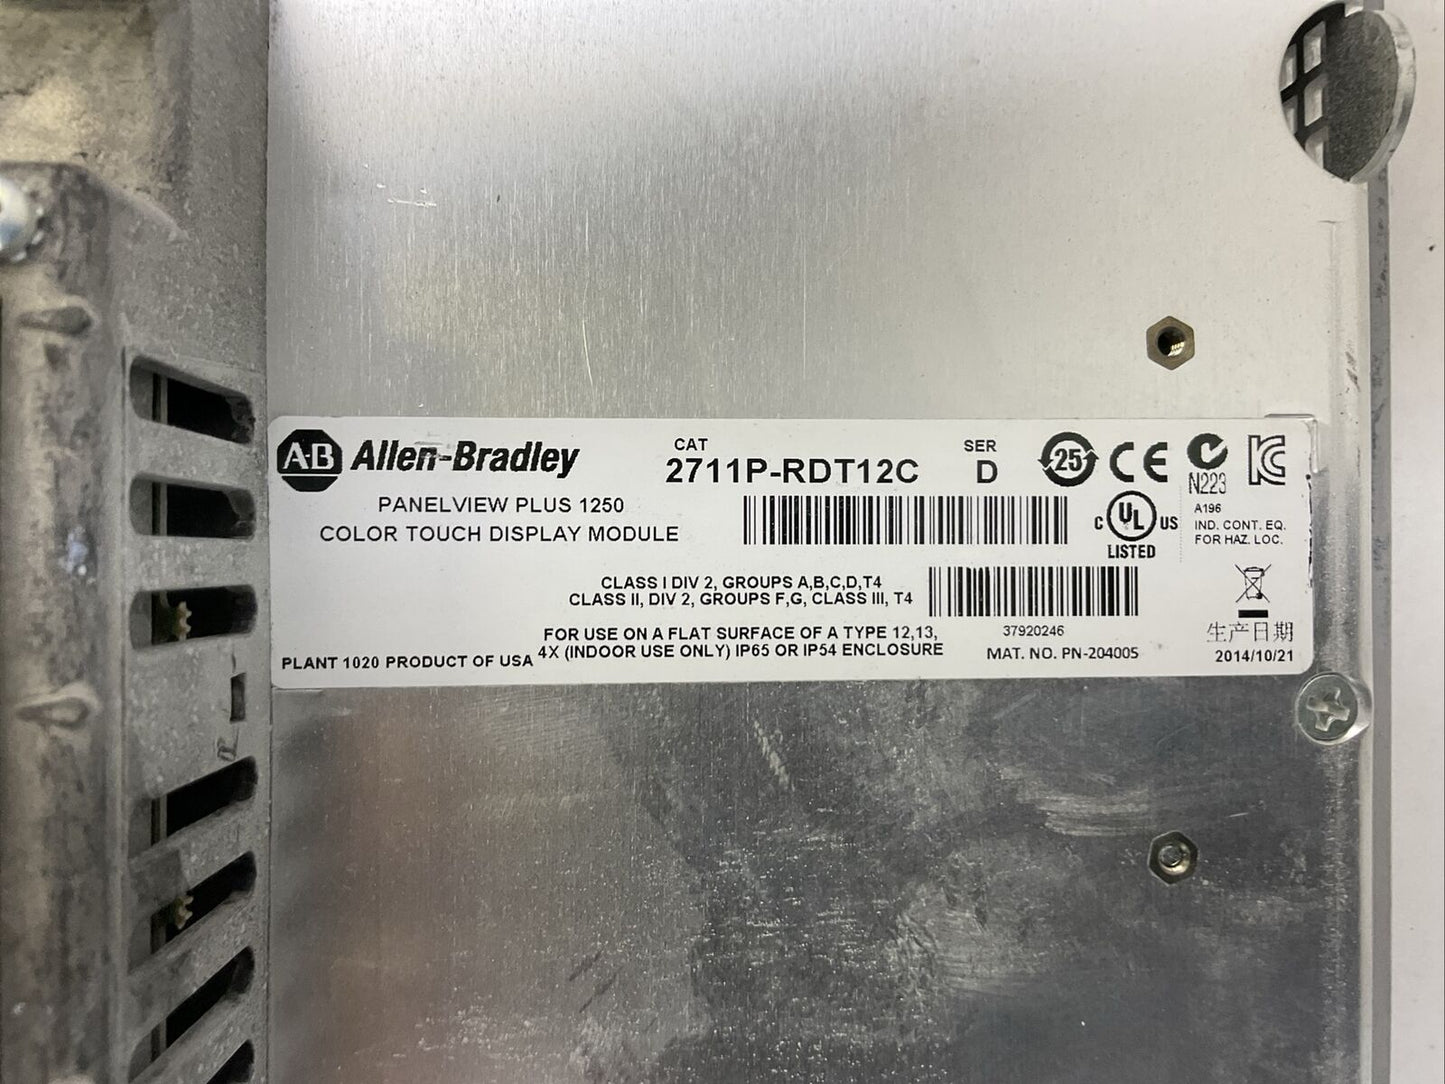 AB Allen-Bradley
PANELVIEW PLUS 1250
COLOR TOUCH DISPLAY MODULE
CAT
2711P-RDT12C
SER
D
25
CE
N223
KC
C UL US
LISTED
A196
IND. CONT. EQ.
FOR HAZ. LOC.
CLASS I DIV 2, GROUPS A,B,C,D,T4
CLASS II, DIV 2, GROUPS F,G, CLASS III, T4
FOR USE ON A FLAT SURFACE OF A TYPE 12,13,
4X (INDOOR USE ONLY) IP65 OR IP54 ENCLOSURE
PLANT 1020 PRODUCT OF USA
37920246
MAT. NO. PN-204005
生产日期
2014/10/21